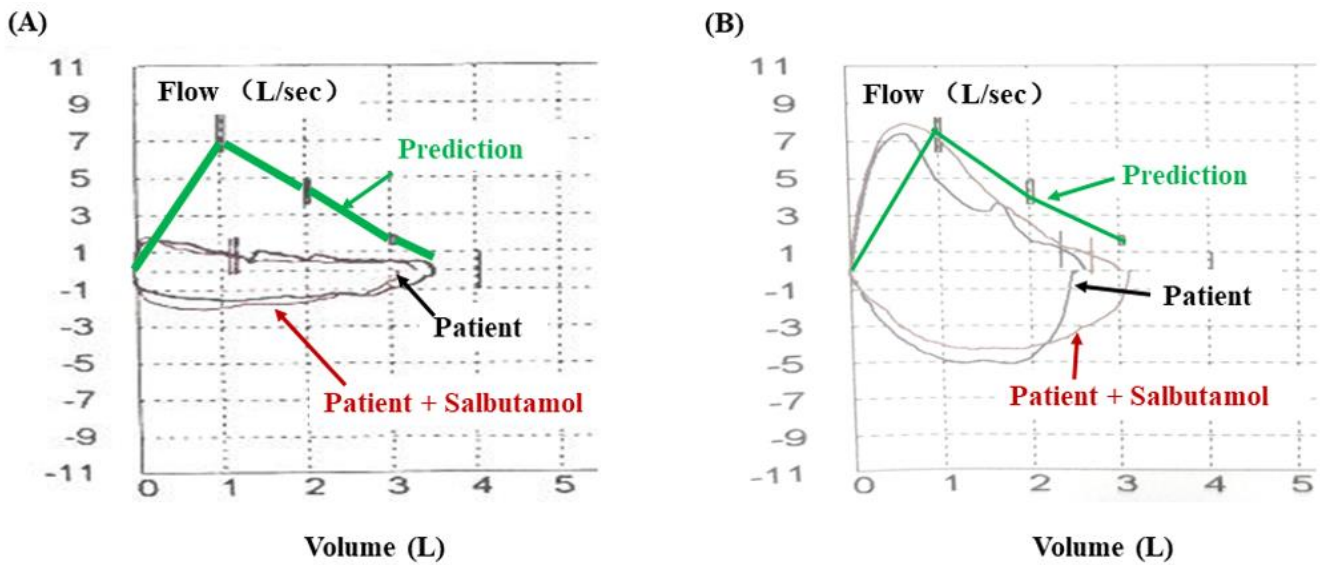 (A)
11
9
7
5
3
1
-1
-3
-5
-7
-9
-11
Flow (L/sec)
Prediction
Patient
Patient + Salbutamol
0 1 2 3 4 5
Volume (L)
(B)
11
9
7
5
3
1
-1
-3
-5
-7
-9
-11
Flow (L/sec)
Prediction
Patient
Patient + Salbutamol
0 1 2 3 4 5
Volume (L)